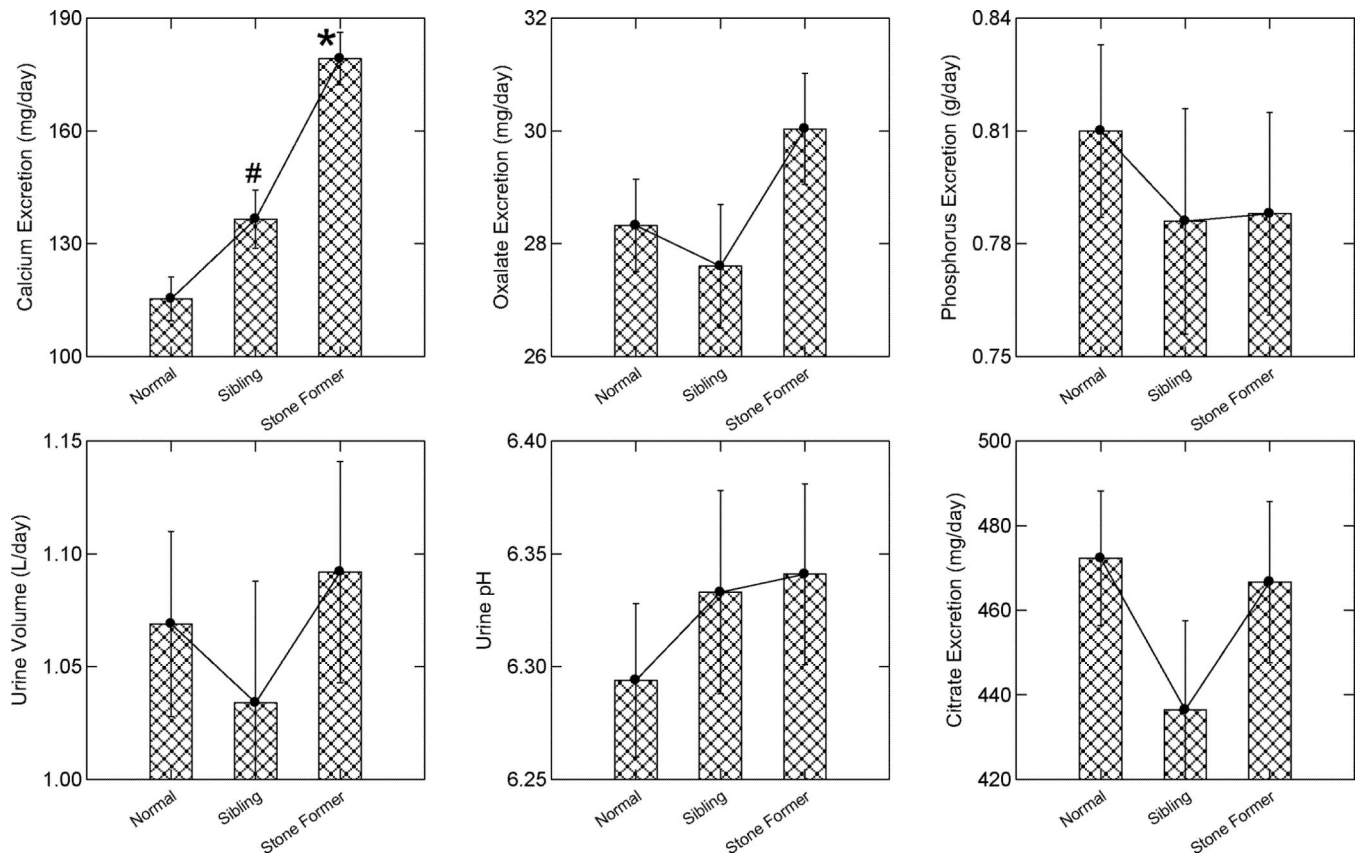 Calcium Excretion (mg/day)
190
160
130
100
*
#
Normal
Sibling
Stone Former
Oxalate Excretion (mg/day)
32
30
28
26
Normal
Sibling
Stone Former
Phosphorus Excretion (g/day)
0.84
0.81
0.78
0.75
Normal
Sibling
Stone Former
Urine Volume (L/day)
1.15
1.10
1.05
1.00
Normal
Sibling
Stone Former
Urine pH
6.40
6.35
6.30
6.25
Normal
Sibling
Stone Former
Citrate Excretion (mg/day)
500
480
460
440
420
Normal
Sibling
Stone Former